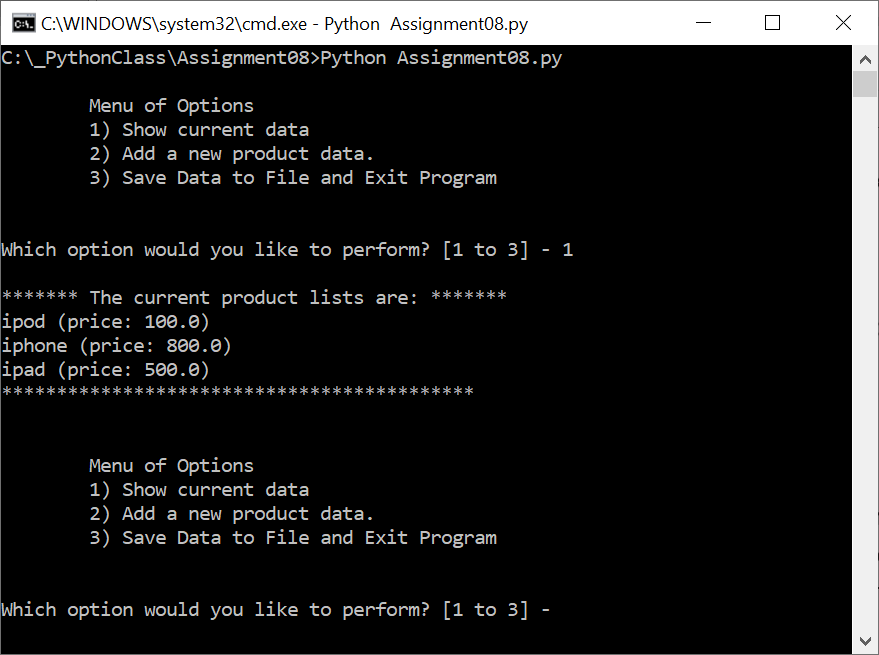 C:\WINDOWS\system32\cmd.exe - Python  Assignment08.py
C:\_PythonClass\Assignment08>Python Assignment08.py
Menu of Options
1) Show current data
2) Add a new product data.
3) Save Data to File and Exit Program
Which option would you like to perform? [1 to 3] - 1
******* The current product lists are: *******
ipod (price: 100.0)
iphone (price: 800.0)
ipad (price: 500.0)
*******************************************
Menu of Options
1) Show current data
2) Add a new product data.
3) Save Data to File and Exit Program
Which option would you like to perform? [1 to 3] -